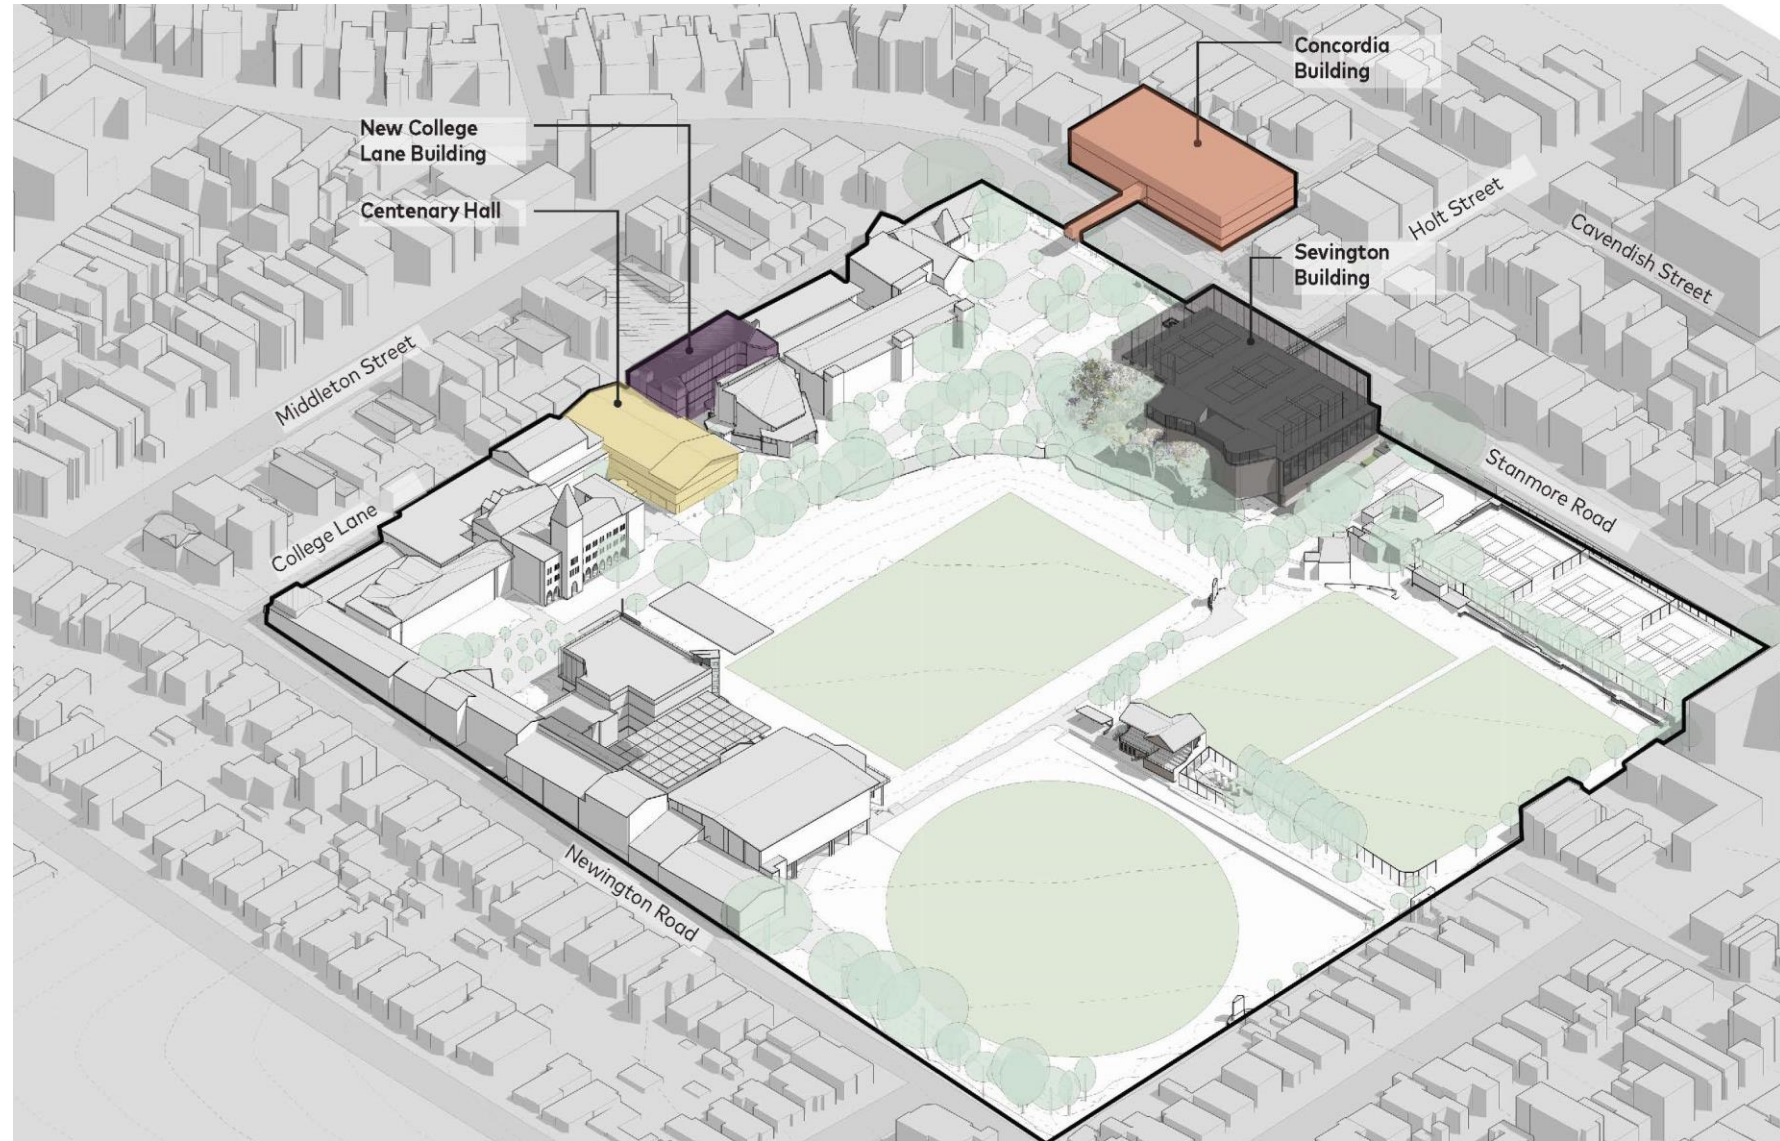 Concordia
Building
New College
Lane Building
Centenary Hall
Holt Street
Cavendish Street
Sevington
Building
Middleton Street
College Lane
Stanmore Road
Newington Road